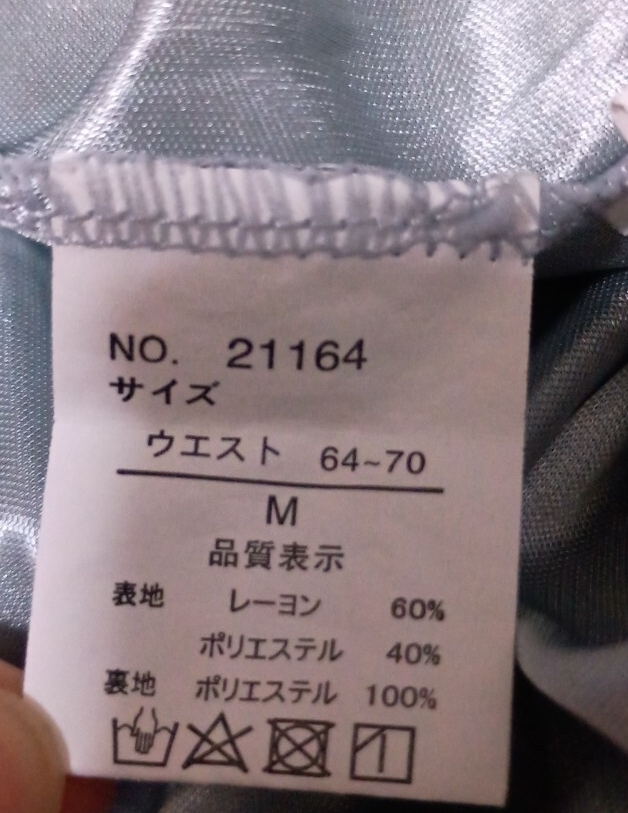 NO. 21164
サイズ
ウエスト 64~70
M
品質表示
表地 レーヨン 60%
ポリエステル 40%
裏地 ポリエステル 100%